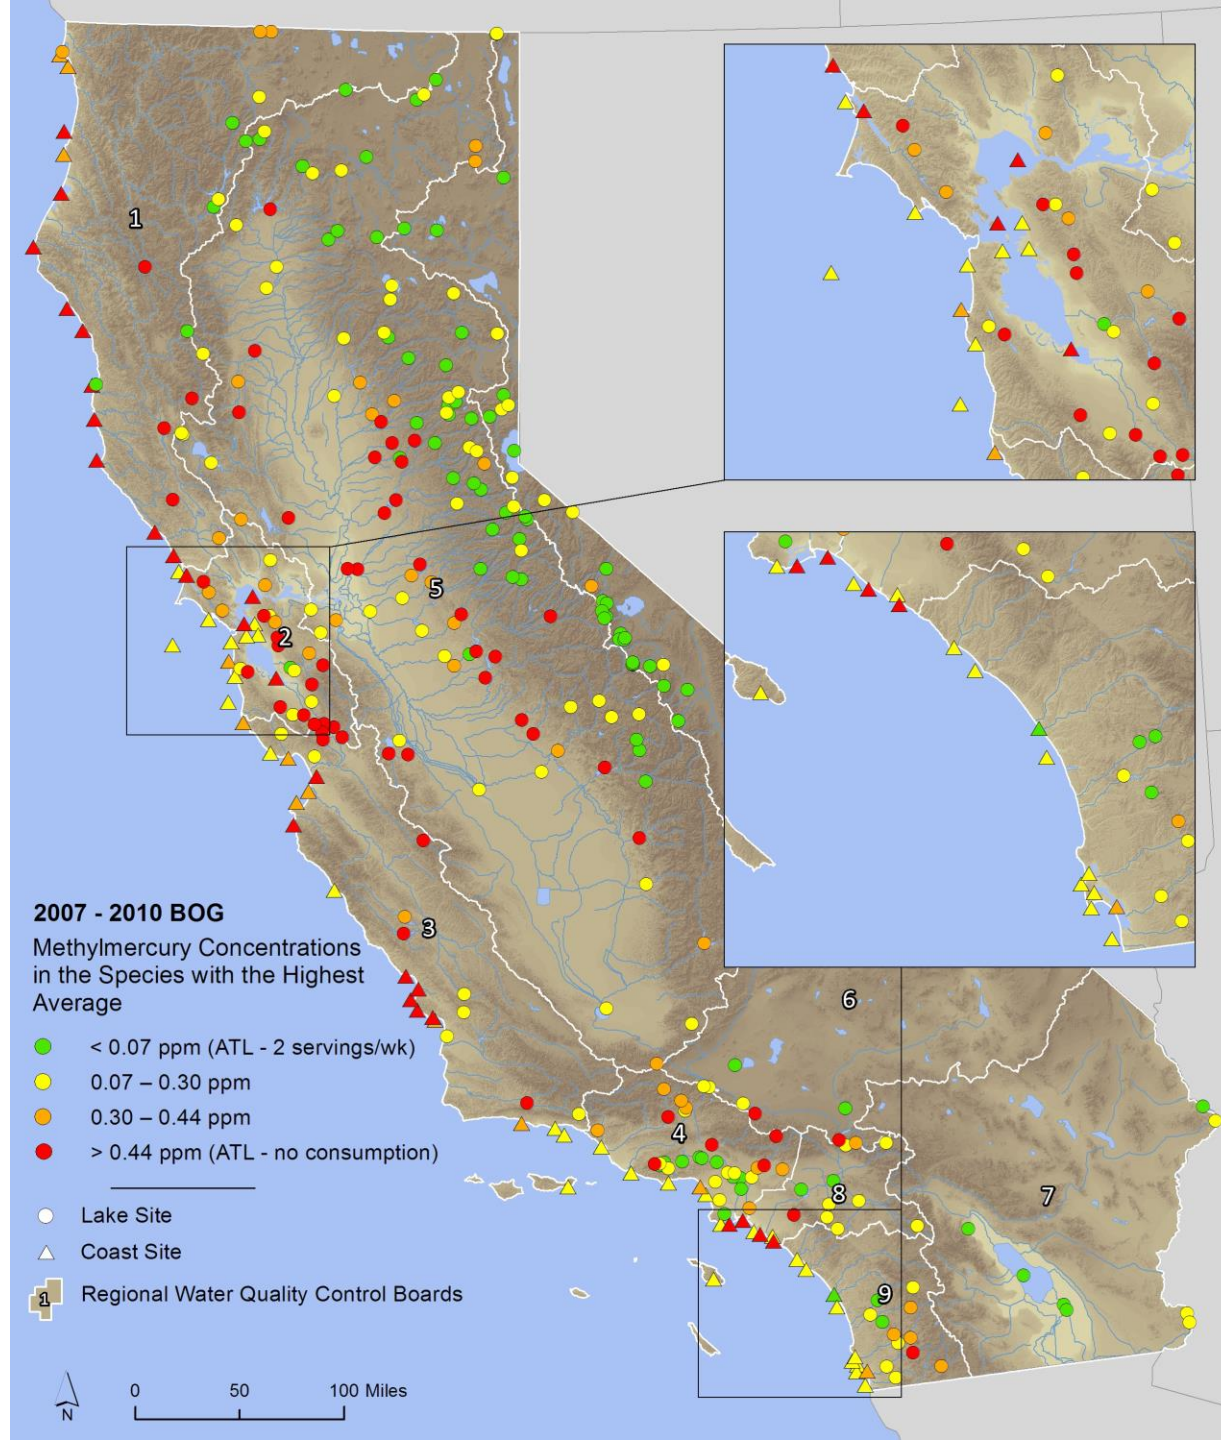 1
2
5
3
6
4
8
7
9
2007 - 2010 BOG
Methylmercury Concentrations
in the Species with the Highest
Average
< 0.07 ppm (ATL - 2 servings/wk)
0.07 – 0.30 ppm
0.30 – 0.44 ppm
> 0.44 ppm (ATL - no consumption)
Lake Site
Coast Site
1 Regional Water Quality Control Boards
N
0 50 100 Miles